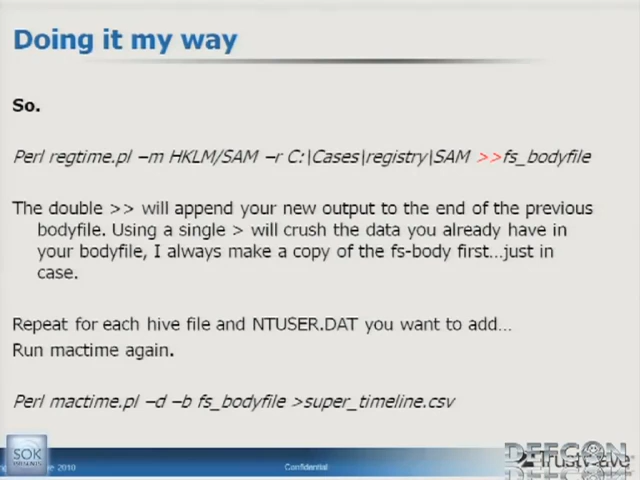 Doing it my way
So.
Perl regtime.pl –m HKLM/SAM –r C:\Cases\registry\SAM >>fs_bodyfile
The double >> will append your new output to the end of the previous
bodyfile. Using a single > will crush the data you already have in
your bodyfile, I always make a copy of the fs-body first…just in
case.
Repeat for each hive file and NTUSER.DAT you want to add…
Run mactime again.
Perl mactime.pl –d –b fs_bodyfile >super_timeline.csv
SOK
2010
Confidential
DEFCON
Trustwave